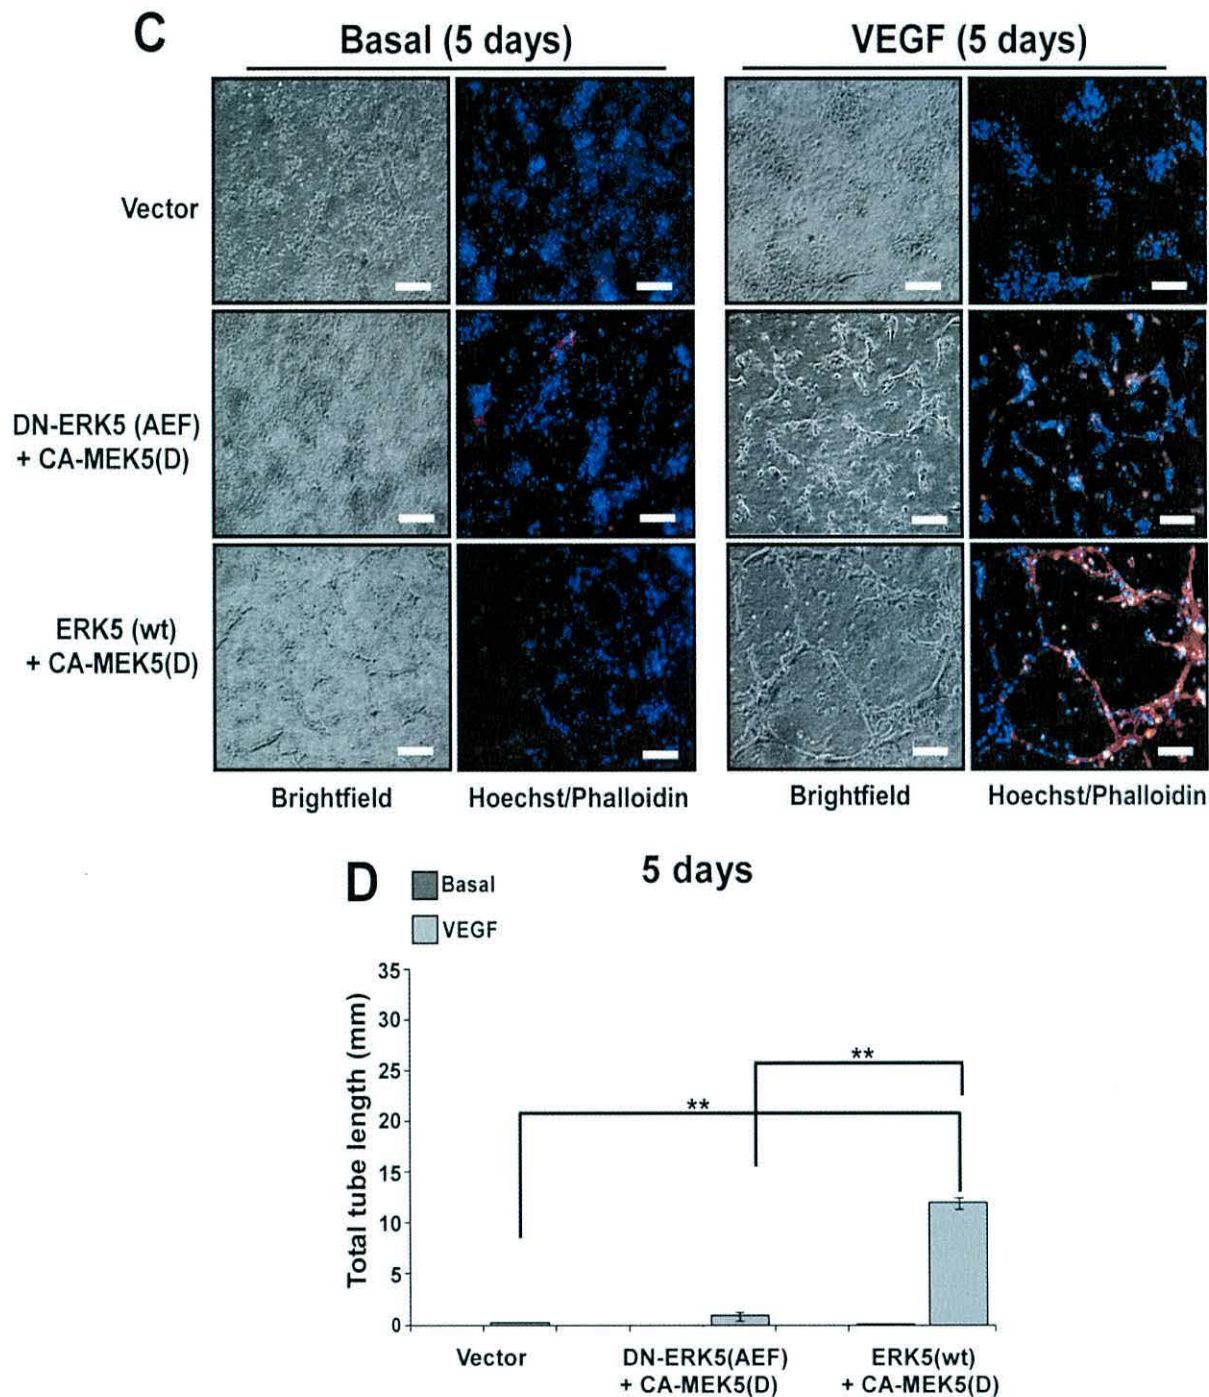 C
Basal (5 days)
VEGF (5 days)
Vector
DN-ERK5 (AEF)
+ CA-MEK5(D)
ERK5 (wt)
+ CA-MEK5(D)
Brightfield
Hoechst/Phalloidin
Brightfield
Hoechst/Phalloidin
D
5 days
Basal
VEGF
Total tube length (mm)
35
30
25
20
15
10
5
0
**
**
Vector
DN-ERK5(AEF)
+ CA-MEK5(D)
ERK5(wt)
+ CA-MEK5(D)